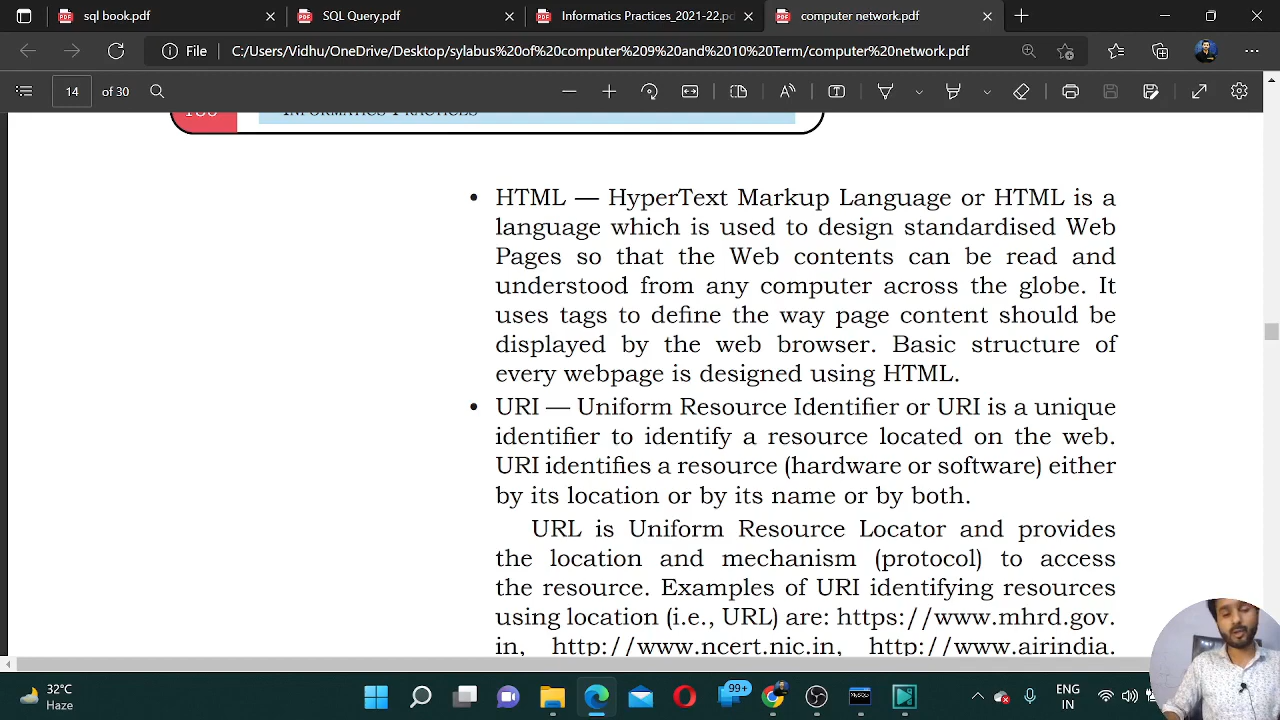 sql book.pdf
SQL Query.pdf
Informatics Practices_2021-22.pd
computer network.pdf
File
C:/Users/Vidhu/OneDrive/Desktop/sylabus%20of%20computer%209%20and%2010%20Term/computer%20network.pdf
14 of 30
INFORMATICS PRACTICES
• HTML — HyperText Markup Language or HTML is a
language which is used to design standardised Web
Pages so that the Web contents can be read and
understood from any computer across the globe. It
uses tags to define the way page content should be
displayed by the web browser. Basic structure of
every webpage is designed using HTML.
• URI — Uniform Resource Identifier or URI is a unique
identifier to identify a resource located on the web.
URI identifies a resource (hardware or software) either
by its location or by its name or by both.
URL is Uniform Resource Locator and provides
the location and mechanism (protocol) to access
the resource. Examples of URI identifying resources
using location (i.e., URL) are: https://www.mhrd.gov.
in, http://www.ncert.nic.in, http://www.airindia.
32°C
Haze
99+
ENG
IN